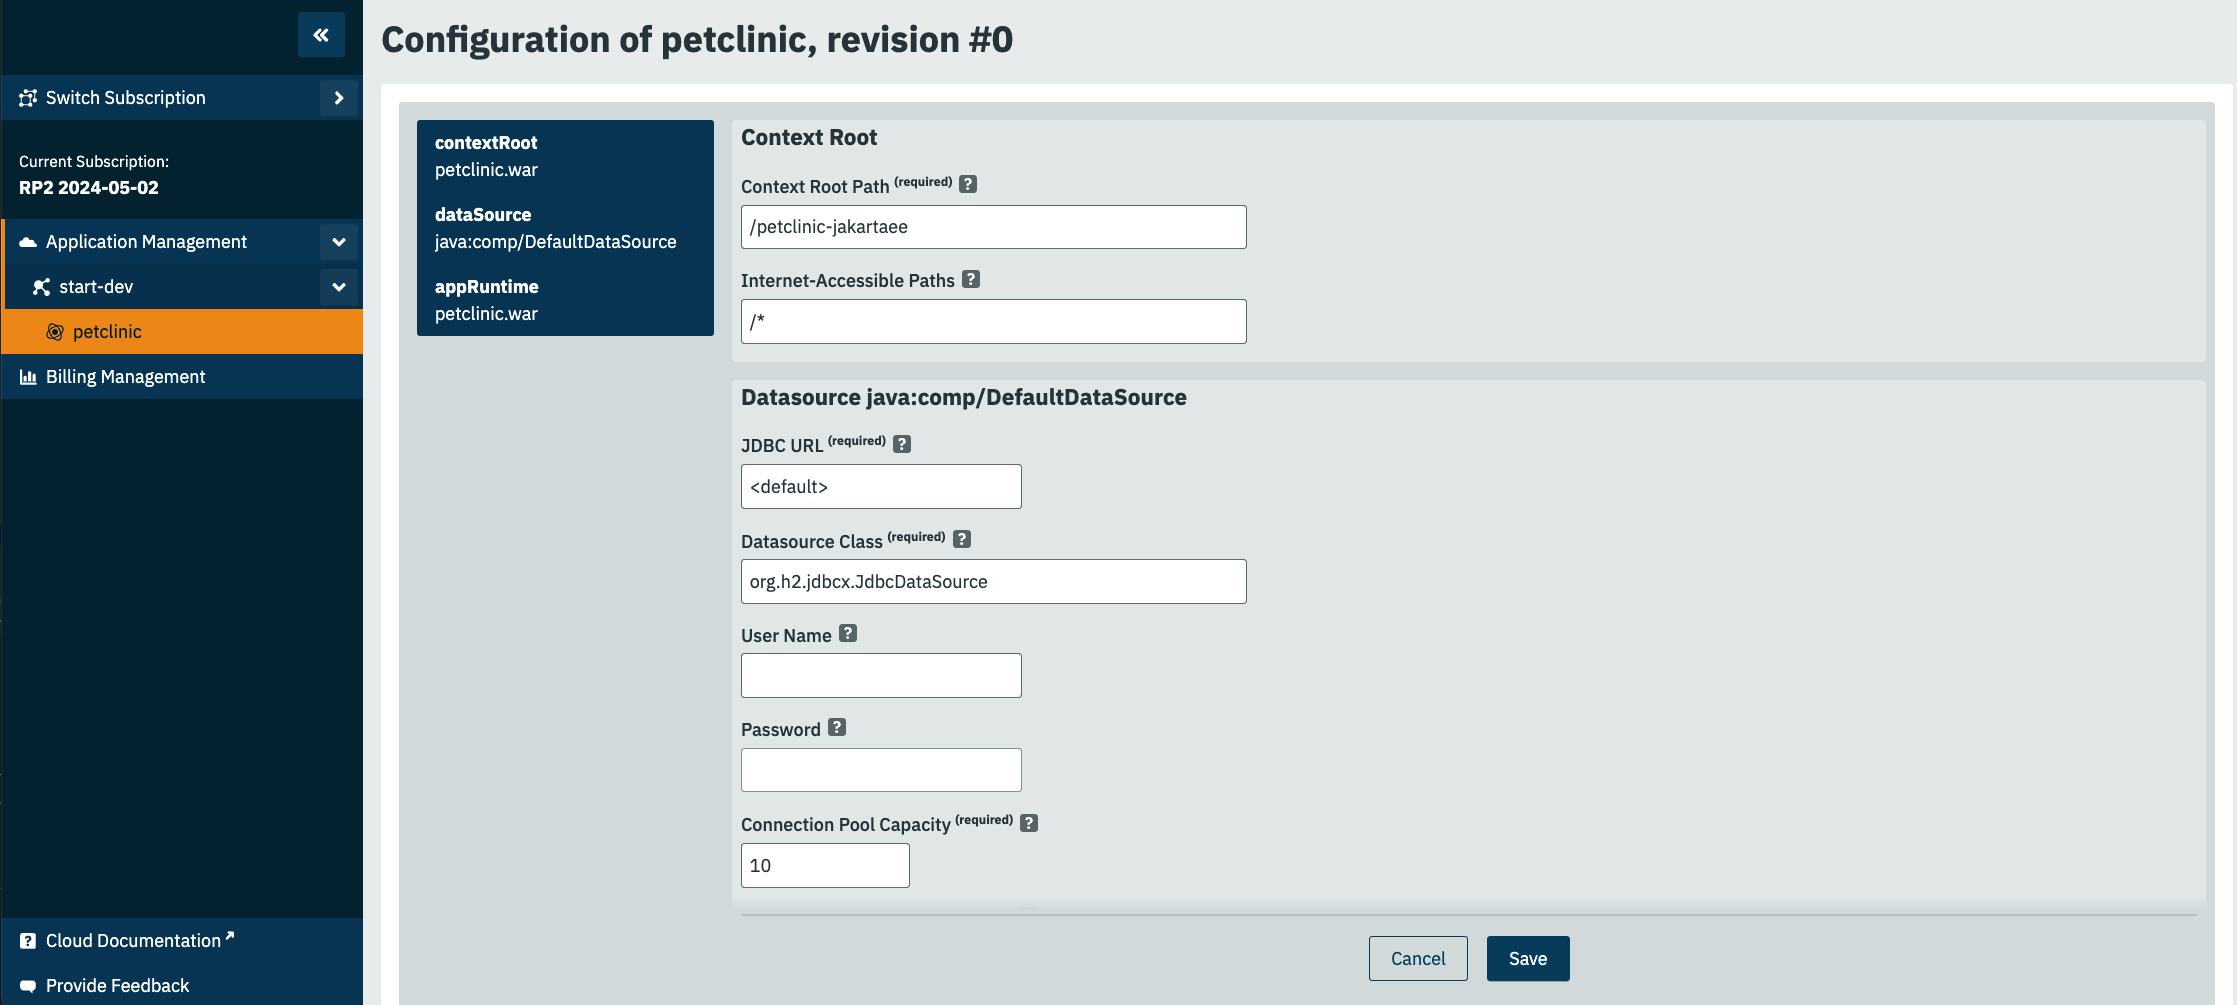 Switch Subscription
Current Subscription:
RP2 2024-05-02
Application Management
start-dev
petclinic
Billing Management
Cloud Documentation
Provide Feedback
Configuration of petclinic, revision #0
contextRoot
petclinic.war
dataSource
java:comp/DefaultDataSource
appRuntime
petclinic.war
Context Root
Context Root Path (required) ?
/petclinic-jakartaee
Internet-Accessible Paths ?
/*
Datasource java:comp/DefaultDataSource
JDBC URL (required) ?
<default>
Datasource Class (required) ?
org.h2.jdbcx.JdbcDataSource
User Name ?
Password ?
Connection Pool Capacity (required) ?
10
Cancel
Save